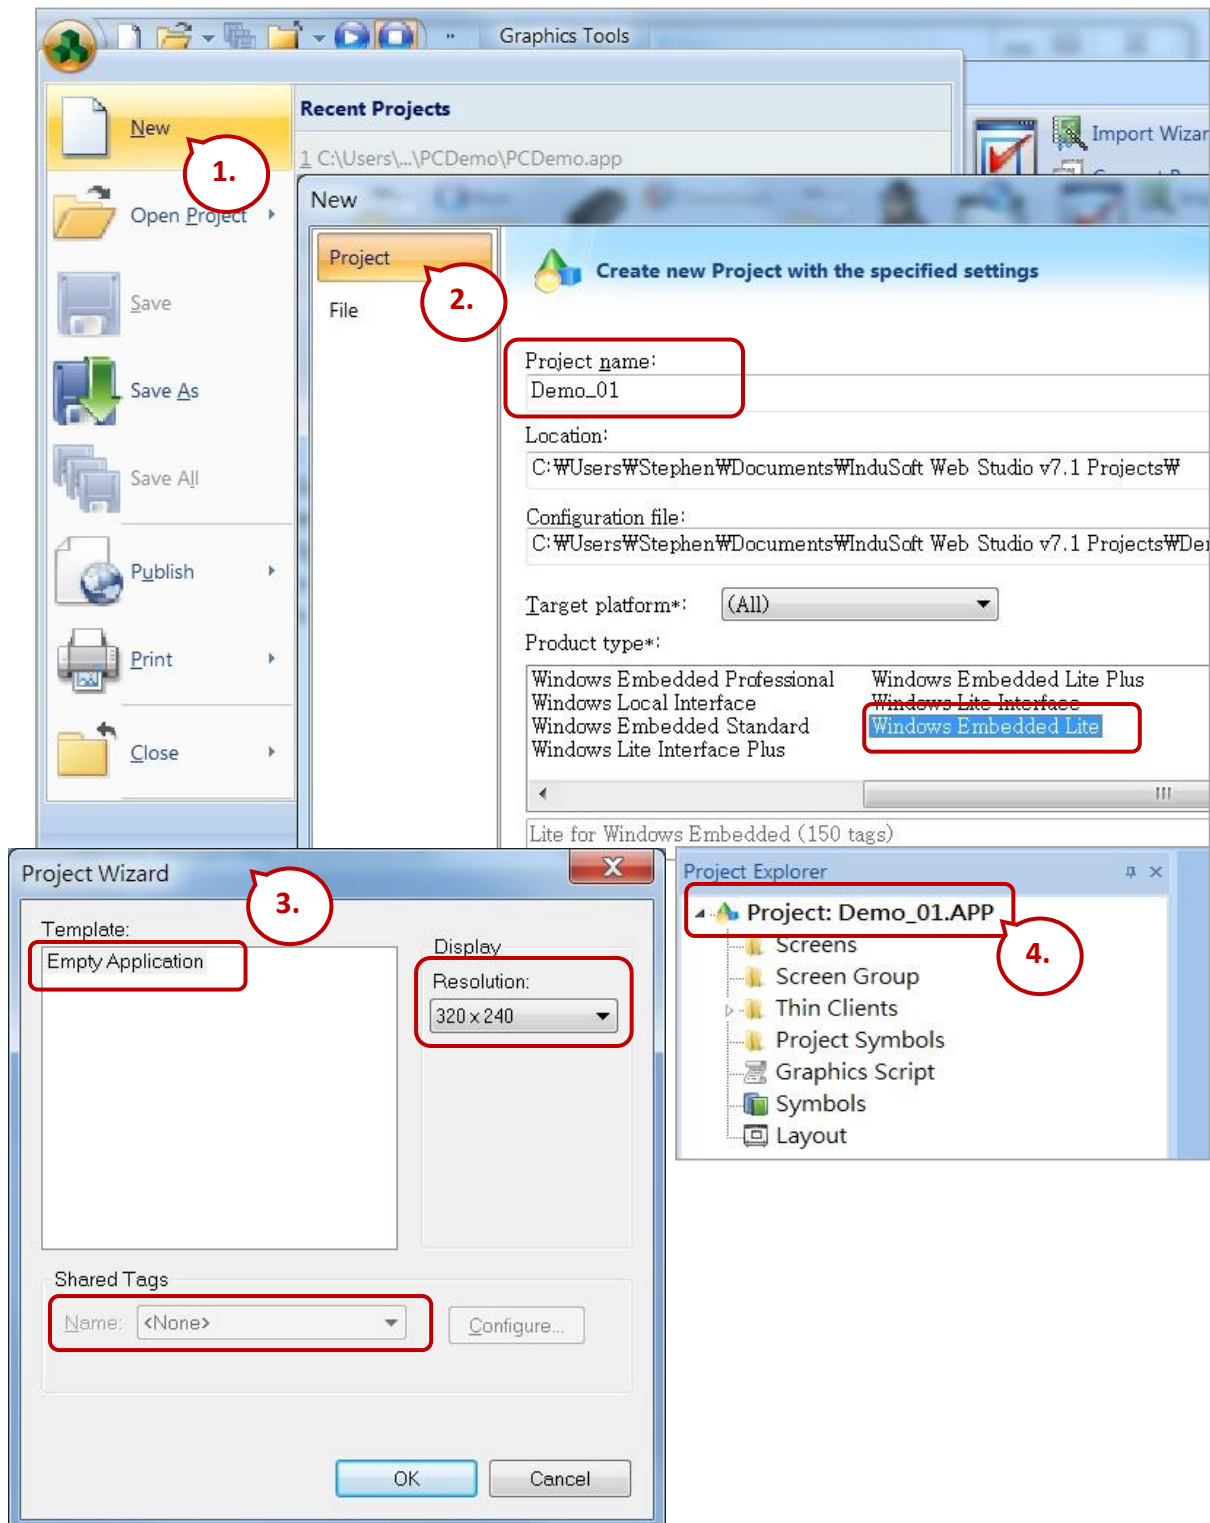 Graphics Tools
New
Recent Projects
1 C:\Users\...\PCDemo\PCDemo.app
1.
Import Wizar
Open Project
Save
Save As
Save All
Publish
Print
Close
New
Project
File
2.
Create new Project with the specified settings
Project name:
Demo_01
Location:
C:₩Users₩Stephen₩Documents₩InduSoft Web Studio v7.1 Projects₩
Configuration file:
C:₩Users₩Stephen₩Documents₩InduSoft Web Studio v7.1 Projects₩Der
Target platform*: (All)
Product type*:
Windows Embedded Professional Windows Embedded Lite Plus
Windows Local Interface Windows Lite Interface
Windows Embedded Standard Windows Embedded Lite
Windows Lite Interface Plus
Lite for Windows Embedded (150 tags)
Project Wizard
3.
Template:
Empty Application
Display
Resolution:
320 x 240
Shared Tags
Name: <None>
Configure...
OK Cancel
Project Explorer
Project: Demo_01.APP
4.
Screens
Screen Group
Thin Clients
Project Symbols
Graphics Script
Symbols
Layout